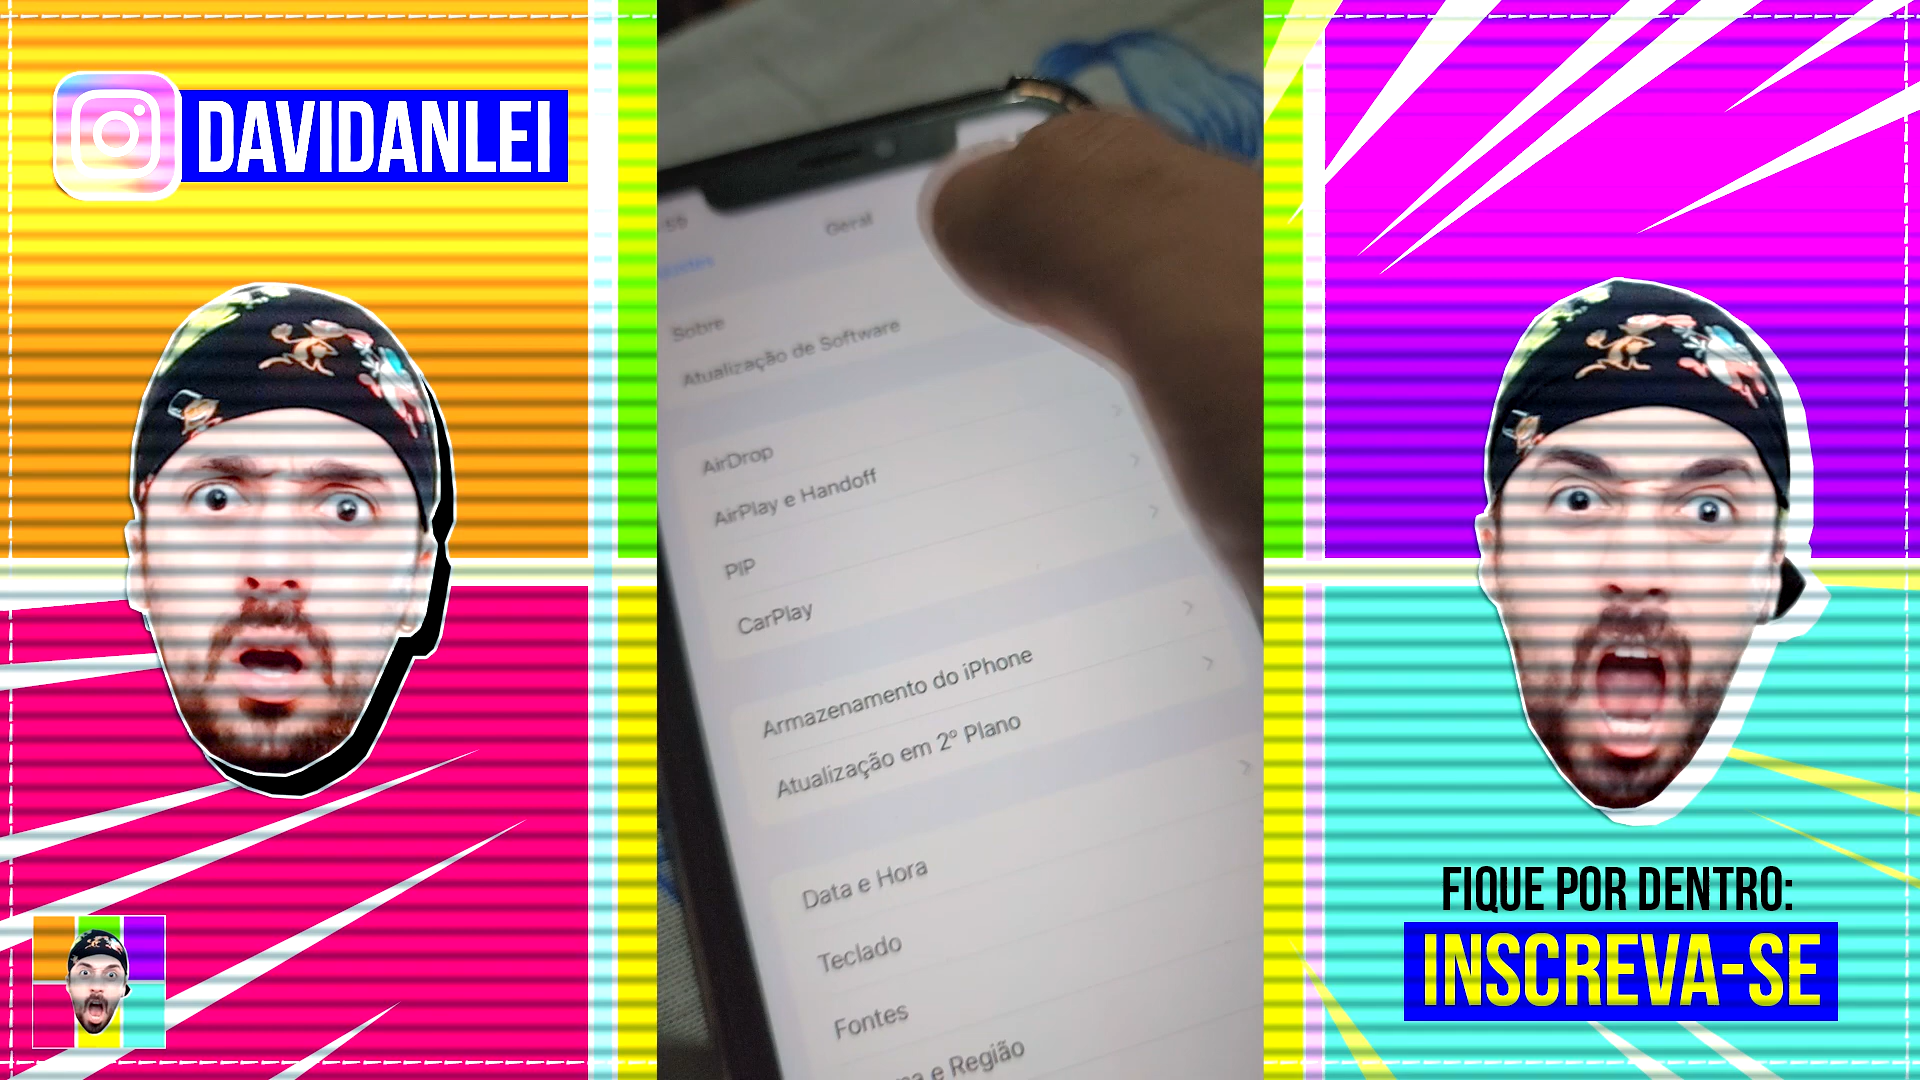 DAVIDANLEI
Geral
Sobre
Atualização de Software
AirDrop
AirPlay e Handoff
PIP
CarPlay
Armazenamento do iPhone
Atualização em 2º Plano
Data e Hora
Teclado
Fontes
e Região
FIQUE POR DENTRO:
INSCREVA-SE